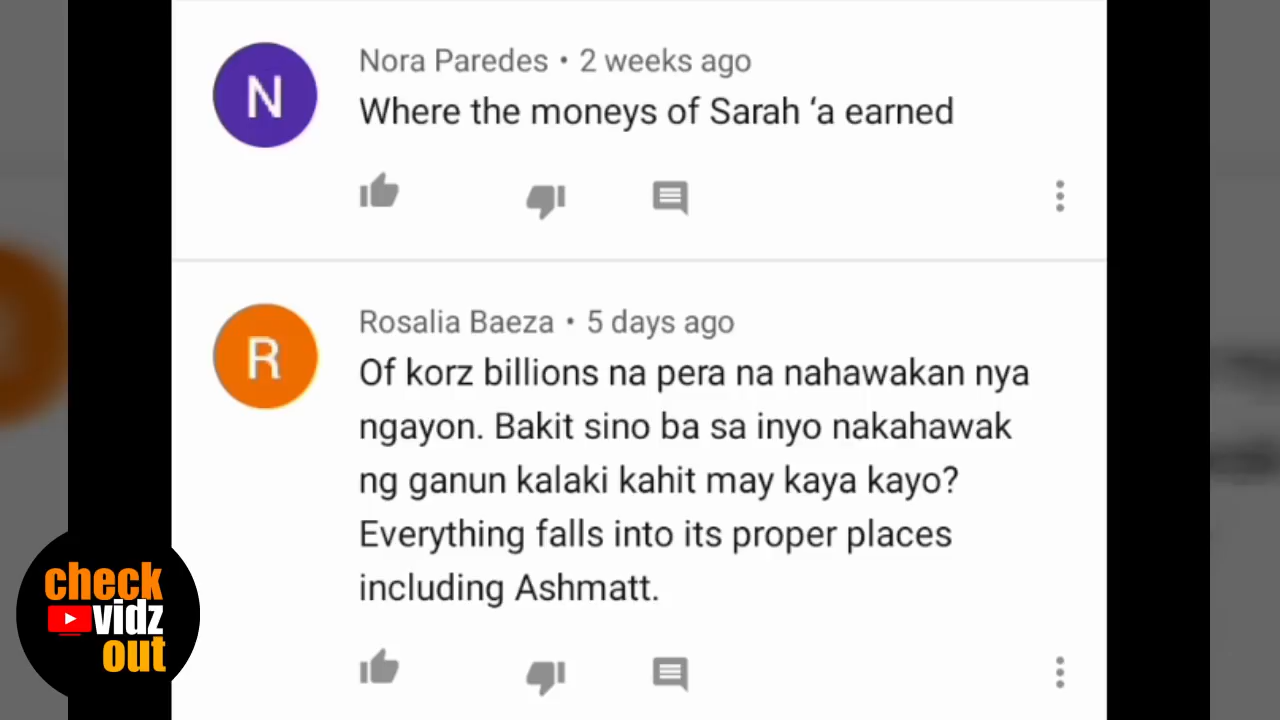 N
Nora Paredes • 2 weeks ago
Where the moneys of Sarah ‘a earned
R
Rosalia Baeza • 5 days ago
Of korz billions na pera na nahawakan nya
ngayon. Bakit sino ba sa inyo nakahawak
ng ganun kalaki kahit may kaya kayo?
Everything falls into its proper places
including Ashmatt.
check
vidz
out